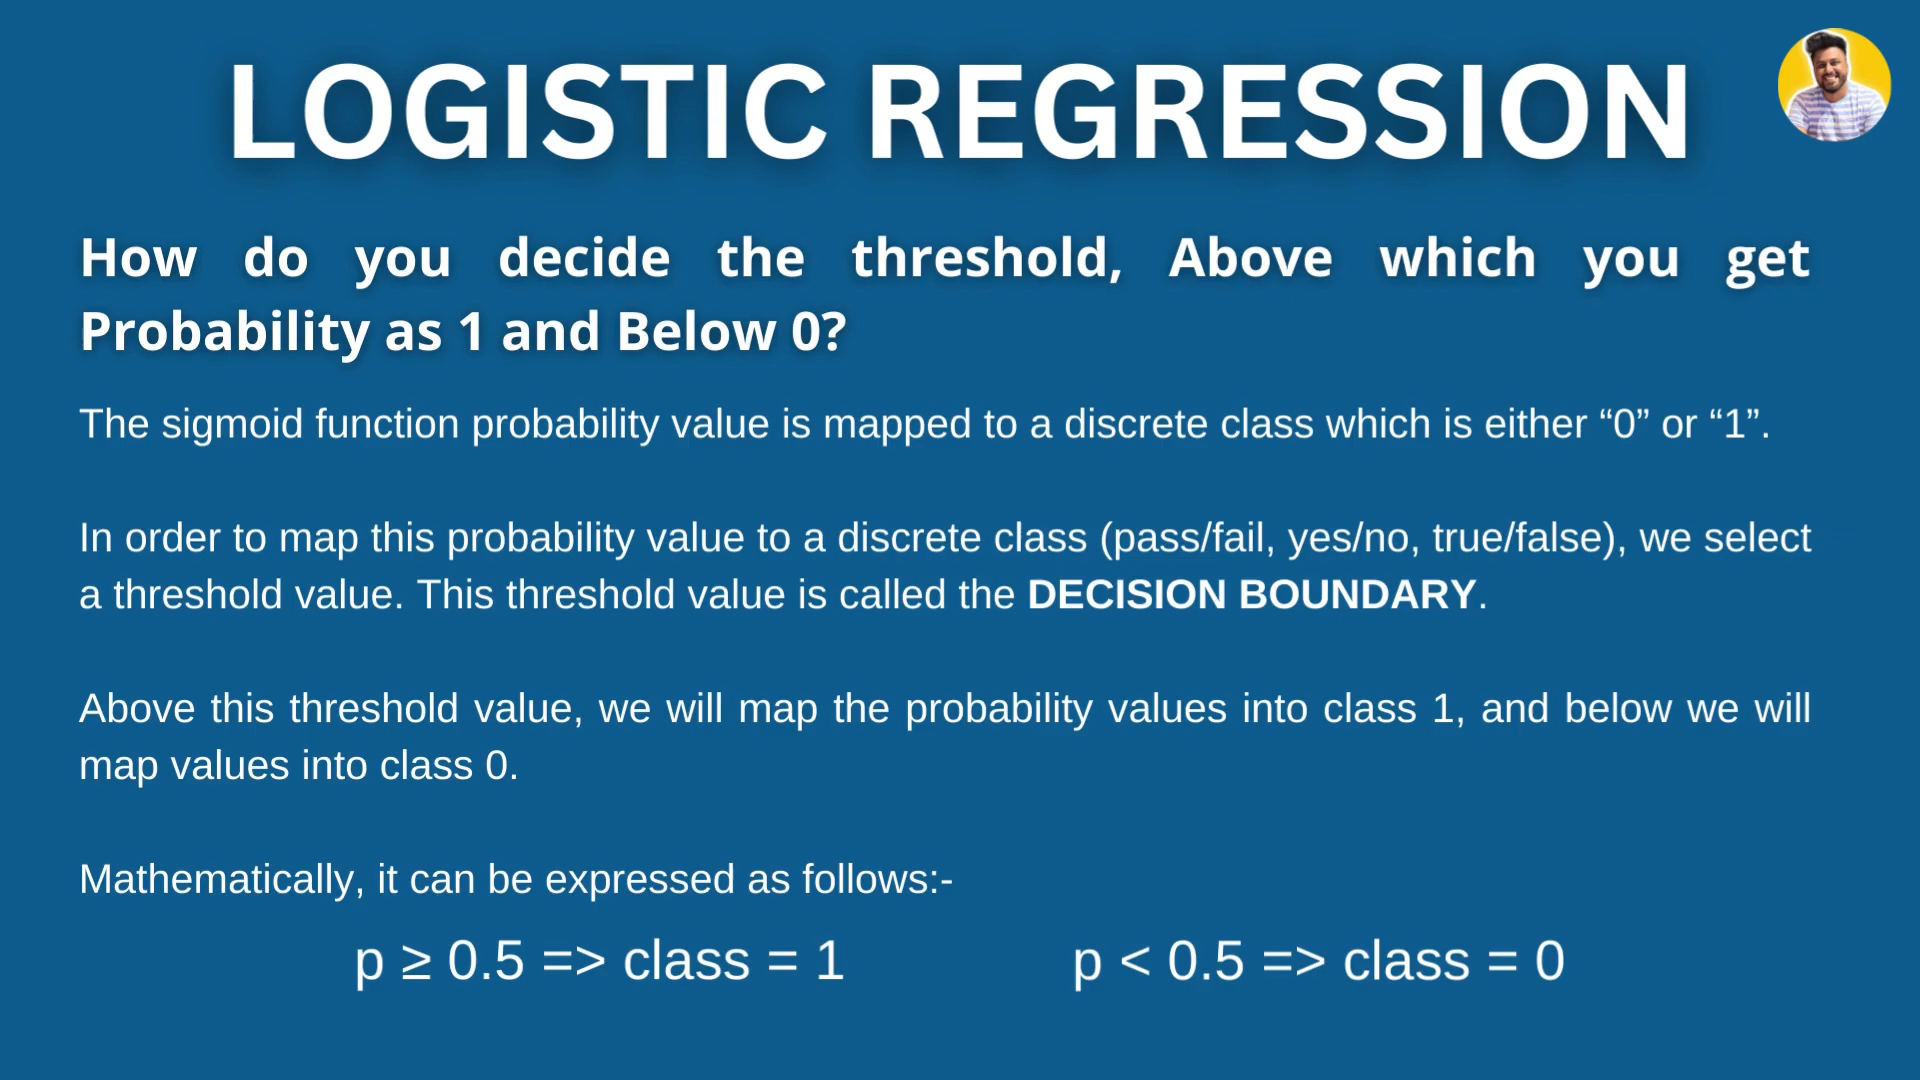 LOGISTIC REGRESSION
How do you decide the threshold, Above which you get
Probability as 1 and Below 0?
The sigmoid function probability value is mapped to a discrete class which is either “0” or “1”.
In order to map this probability value to a discrete class (pass/fail, yes/no, true/false), we select
a threshold value. This threshold value is called the DECISION BOUNDARY.
Above this threshold value, we will map the probability values into class 1, and below we will
map values into class 0.
Mathematically, it can be expressed as follows:-
p ≥ 0.5 => class = 1 p < 0.5 => class = 0